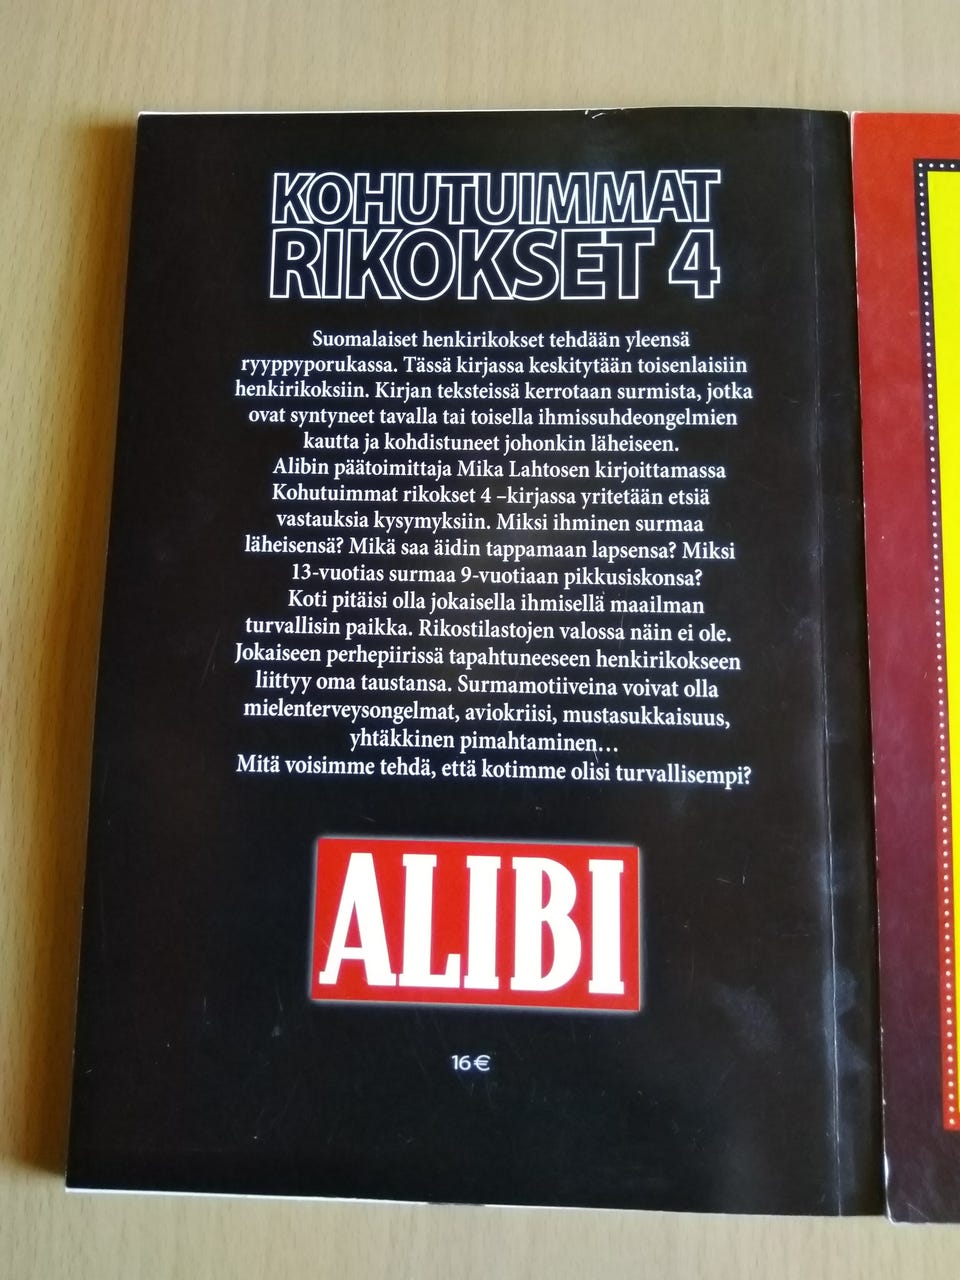 KOHUTUIMMAT
RIKOKSET 4
Suomalaiset henkirikokset tehdään yleensä
ryyppyporukassa. Tässä kirjassa keskitytään toisenlaisiin
henkirikoksiin. Kirjan teksteissä kerrotaan surmista, jotka
ovat syntyneet tavalla tai toisella ihmissuhdeongelmien
kautta ja kohdistuneet johonkin läheiseen.
Alibin päätoimittaja Mika Lahtosen kirjoittamassa
Kohutuimmat rikokset 4 –kirjassa yritetään etsiä
vastauksia kysymyksiin. Miksi ihminen surmaa
läheisensä? Mikä saa äidin tappamaan lapsensa? Miksi
13-vuotias surmaa 9-vuotiaan pikkusiskonsa?
Koti pitäisi olla jokaisella ihmisellä maailman
turvallisin paikka. Rikostilastojen valossa näin ei ole.
Jokaiseen perhepiirissä tapahtuneeseen henkirikokseen
liittyy oma taustansa. Surmamotiiveina voivat olla
mielenterveysongelmat, aviokriisi, mustasukkaisuus,
yhtäkkinen pimahtaminen…
Mitä voisimme tehdä, että kotimme olisi turvallisempi?
ALIBI
16 €